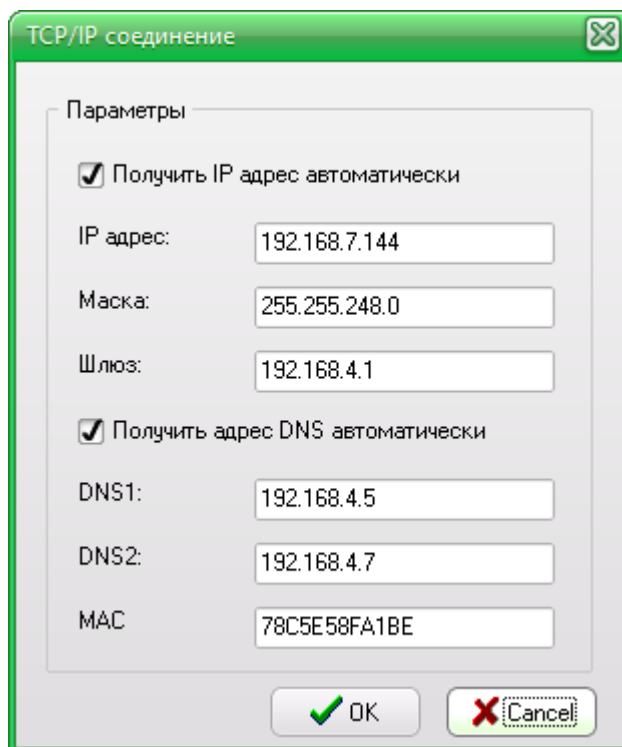 TCP/IP соединение
Параметры
Получить IP адрес автоматически
IP адрес: 192.168.7.144
Маска: 255.255.248.0
Шлюз: 192.168.4.1
Получить адрес DNS автоматически
DNS1: 192.168.4.5
DNS2: 192.168.4.7
MAC 78C5E58FA1BE
OK Cancel